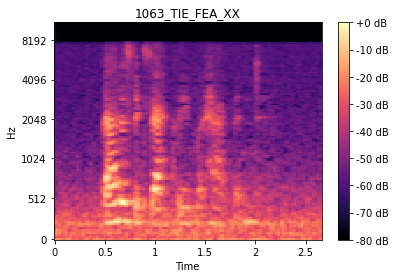 1063_TIE_FEA_XX
+0 dB
8192
-10 dB
4096
-20 dB
-30 dB
2048
Hz
-40 dB
1024
-50 dB
512
-60 dB
-70 dB
0
-80 dB
0 0.5 1 1.5 2 2.5
Time